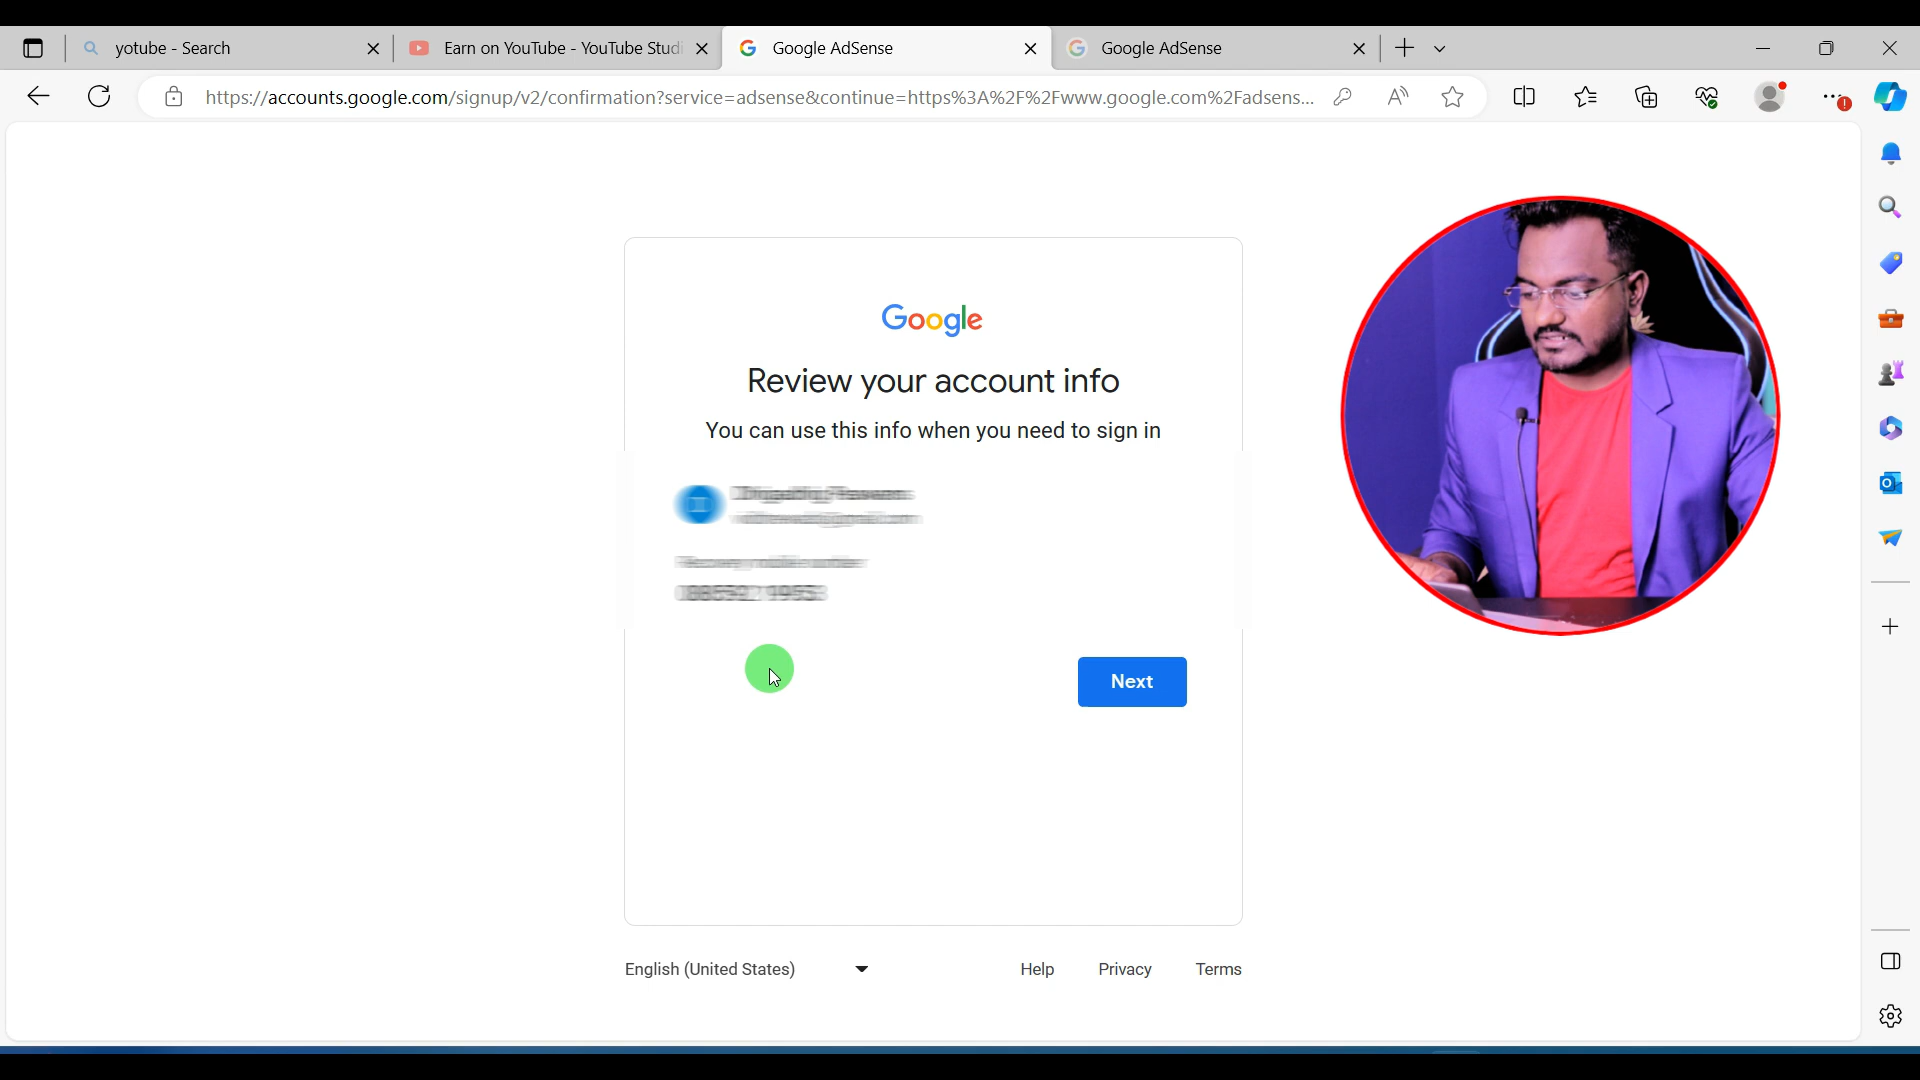 yotube - Search
Earn on YouTube - YouTube Studi
Google AdSense
Google AdSense
https://accounts.google.com/signup/v2/confirmation?service=adsense&continue=https%3A%2F%2Fwww.google.com%2Fadsens...
Google
Review your account info
You can use this info when you need to sign in
Next
English (United States)
Help
Privacy
Terms